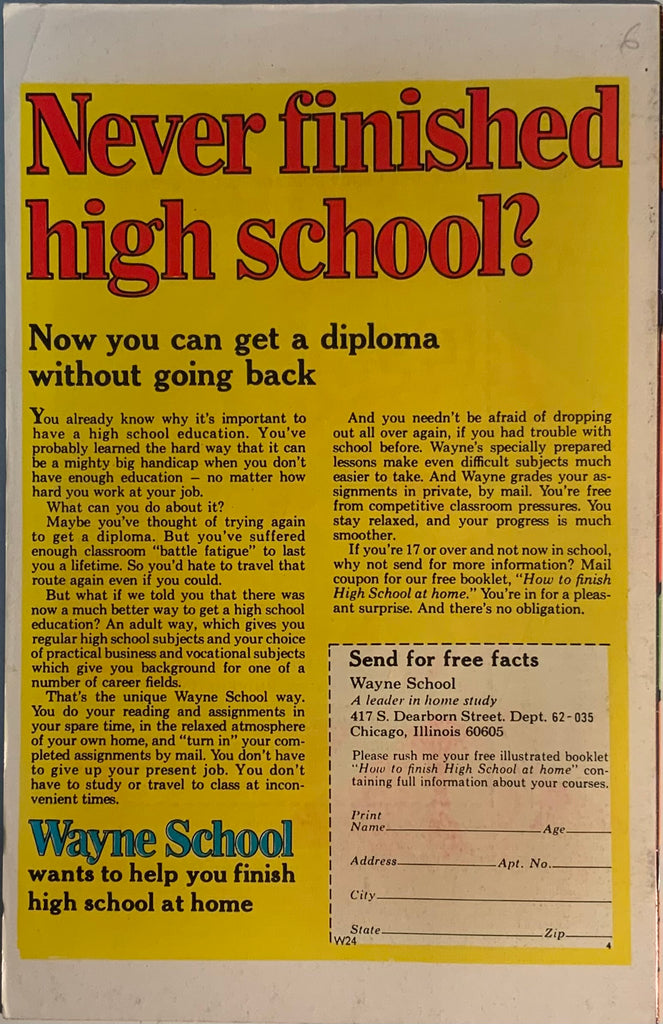 6
Never finished
high school?
Now you can get a diploma
without going back
You already know why it's important to
have a high school education. You've
probably learned the hard way that it can
be a mighty big handicap when you don't
have enough education – no matter how
hard you work at your job.
What can you do about it?
Maybe you've thought of trying again
to get a diploma. But you've suffered
enough classroom "battle fatigue" to last
you a lifetime. So you'd hate to travel that
route again even if you could.
But what if we told you that there was
now a much better way to get a high school
education? An adult way, which gives you
regular high school subjects and your choice
of practical business and vocational subjects
which give you background for one of a
number of career fields.
That's the unique Wayne School way.
You do your reading and assignments in
your spare time, in the relaxed atmosphere
of your own home, and "turn in" your com-
pleted assignments by mail. You don't have
to give up your present job. You don't
have to study or travel to class at incon-
venient times.
Wayne School
wants to help you finish
high school at home
And you needn't be afraid of dropping
out all over again, if you had trouble with
school before. Wayne's specially prepared
lessons make even difficult subjects much
easier to take. And Wayne grades your as-
signments in private, by mail. You're free
from competitive classroom pressures. You
stay relaxed, and your progress is much
smoother.
If you're 17 or over and not now in school,
why not send for more information? Mail
coupon for our free booklet, "How to finish
High School at home." You're in for a pleas-
ant surprise. And there's no obligation.
Send for free facts
Wayne School
A leader in home study
417 S. Dearborn Street. Dept. 62-035
Chicago, Illinois 60605
Please rush me your free illustrated booklet
"How to finish High School at home" con-
taining full information about your courses.
Print
Name Age
Address Apt. No.
City
State Zip
W24 4